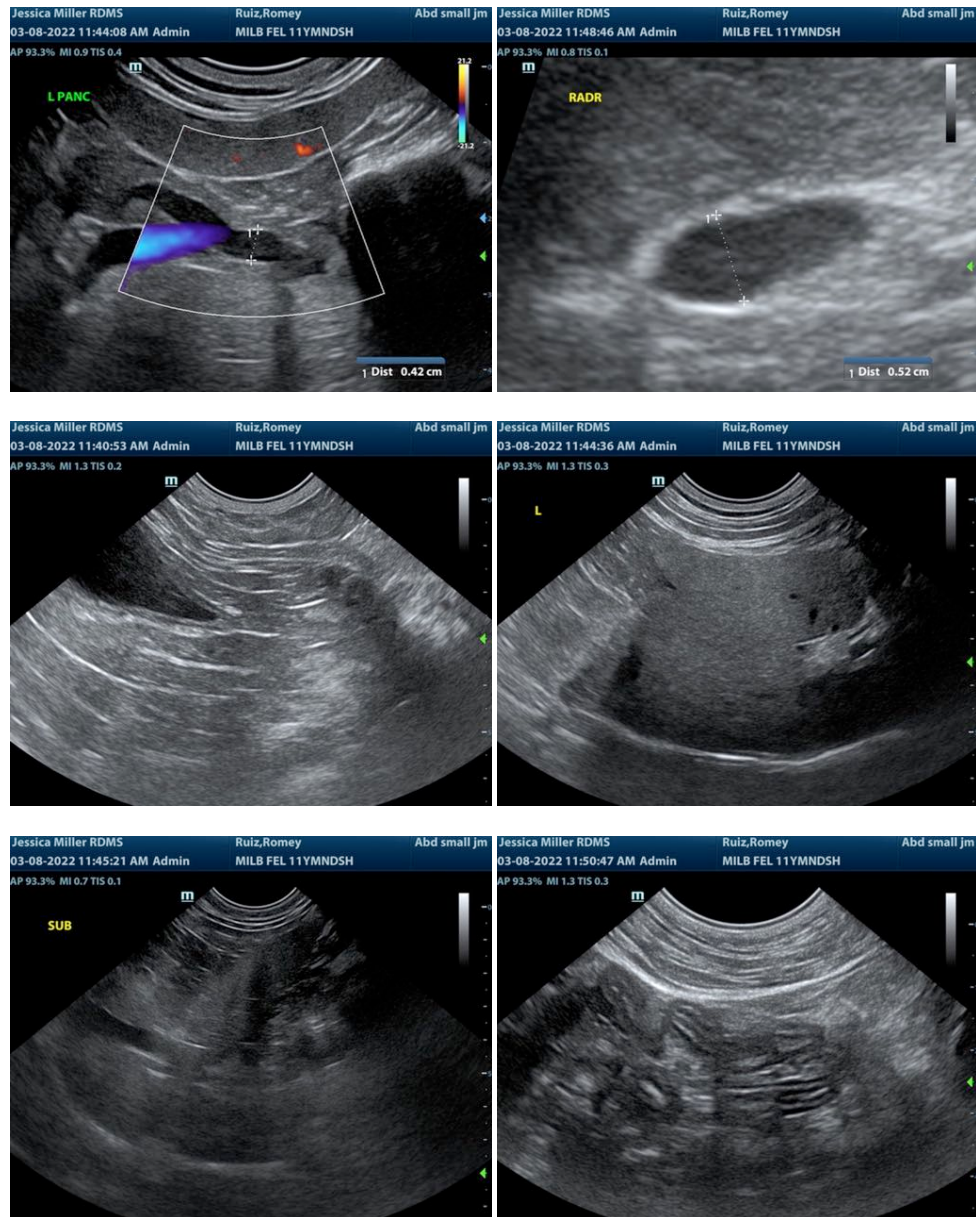 Jessica Miller RDMS Ruiz,Romey Abd small jm
03-08-2022 11:44:08 AM Admin MILB FEL 11YMNDSH
AP 93.3% MI 0.9 TIS 0.4
m
L PANC
21.2
-21.2
1
1 Dist 0.42 cm
Jessica Miller RDMS Ruiz,Romey Abd small jm
03-08-2022 11:48:46 AM Admin MILB FEL 11YMNDSH
AP 93.3% MI 0.8 TIS 0.1
m
RADR
1
1 Dist 0.52 cm
Jessica Miller RDMS Ruiz,Romey Abd small jm
03-08-2022 11:40:53 AM Admin MILB FEL 11YMNDSH
AP 93.3% MI 1.3 TIS 0.2
m
Jessica Miller RDMS Ruiz,Romey Abd small jm
03-08-2022 11:44:36 AM Admin MILB FEL 11YMNDSH
AP 93.3% MI 1.3 TIS 0.3
m
L
Jessica Miller RDMS Ruiz,Romey Abd small jm
03-08-2022 11:45:21 AM Admin MILB FEL 11YMNDSH
AP 93.3% MI 0.7 TIS 0.1
m
SUB
Jessica Miller RDMS Ruiz,Romey Abd small jm
03-08-2022 11:50:47 AM Admin MILB FEL 11YMNDSH
AP 93.3% MI 1.3 TIS 0.3
m